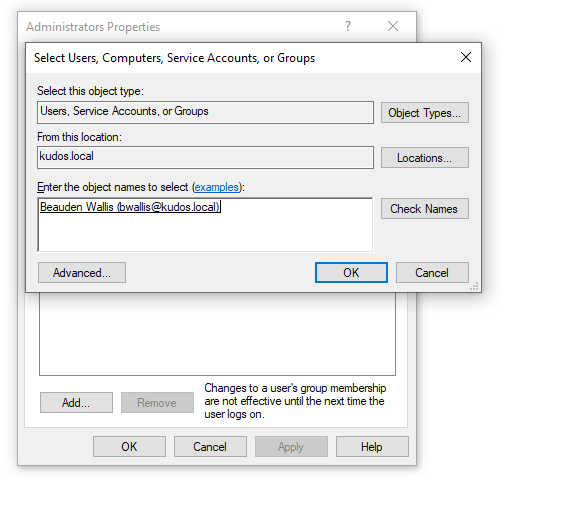 Administrators Properties
?
Select Users, Computers, Service Accounts, or Groups
Select this object type:
Users, Service Accounts, or Groups
Object Types...
From this location:
kudos.local
Locations...
Enter the object names to select (examples):
Beauden Wallis (bwallis@kudos.local)
Check Names
Advanced...
OK
Cancel
Add...
Remove
Changes to a user's group membership
are not effective until the next time the
user logs on.
OK
Cancel
Apply
Help